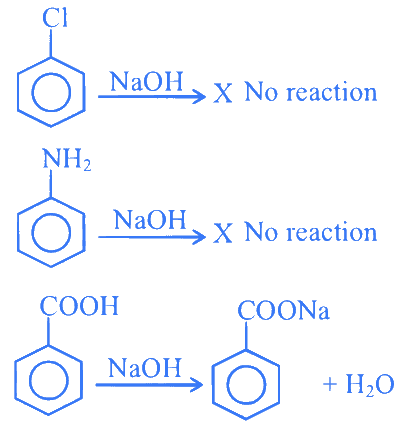 Cl
NaOH
X No reaction
NH₂
NaOH
X No reaction
COOH
COONa
NaOH
+ H₂O